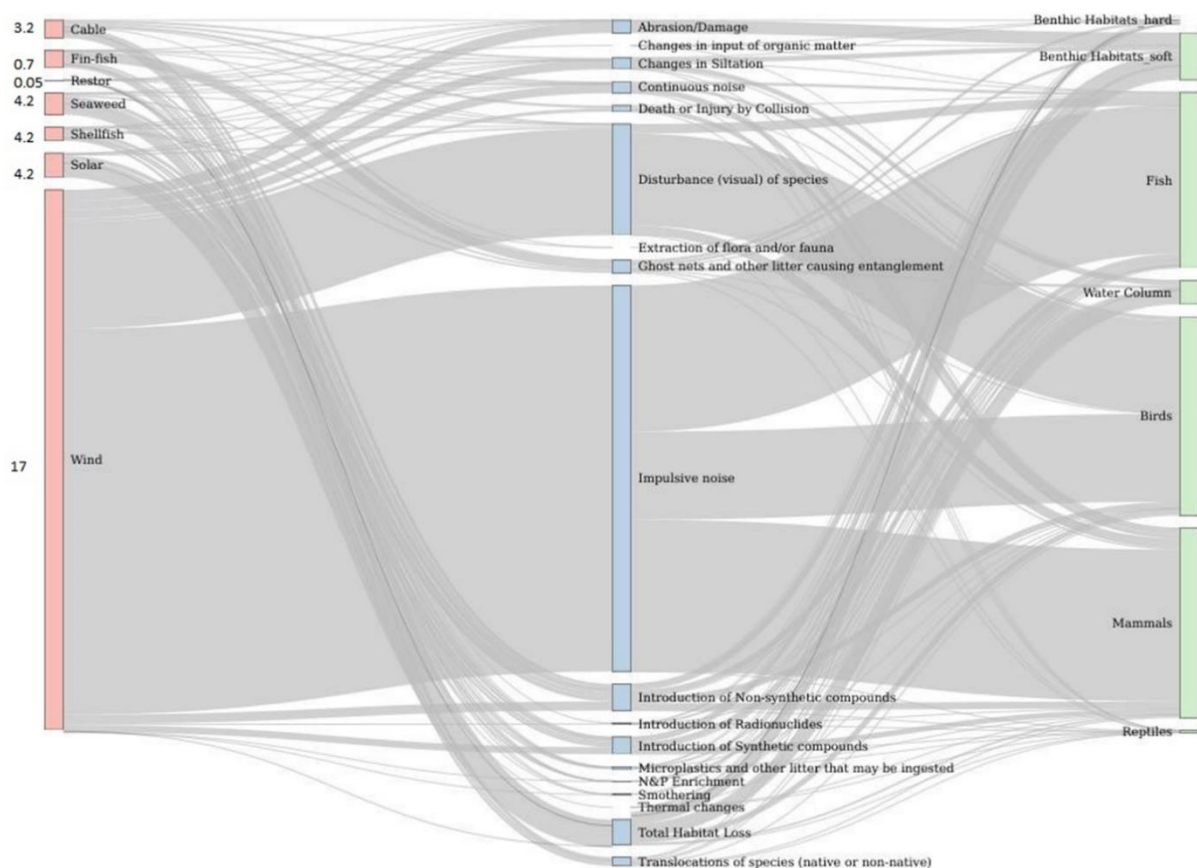 3.2 Cable
0.7 Fin-fish
0.05 Restor
4.2 Seaweed
4.2 Shellfish
4.2 Solar
17 Wind
Abrasion/Damage
Changes in input of organic matter
Changes in Siltation
Continuous noise
Death or Injury by Collision
Disturbance (visual) of species
Extraction of flora and/or fauna
Ghost nets and other litter causing entanglement
Impulsive noise
Introduction of Non-synthetic compounds
Introduction of Radionuclides
Introduction of Synthetic compounds
Microplastics and other litter that may be ingested
N&P Enrichment
Smothering
Thermal changes
Total Habitat Loss
Translocations of species (native or non-native)
Benthic Habitats_hard
Benthic Habitats_soft
Fish
Water Column
Birds
Mammals
Reptiles